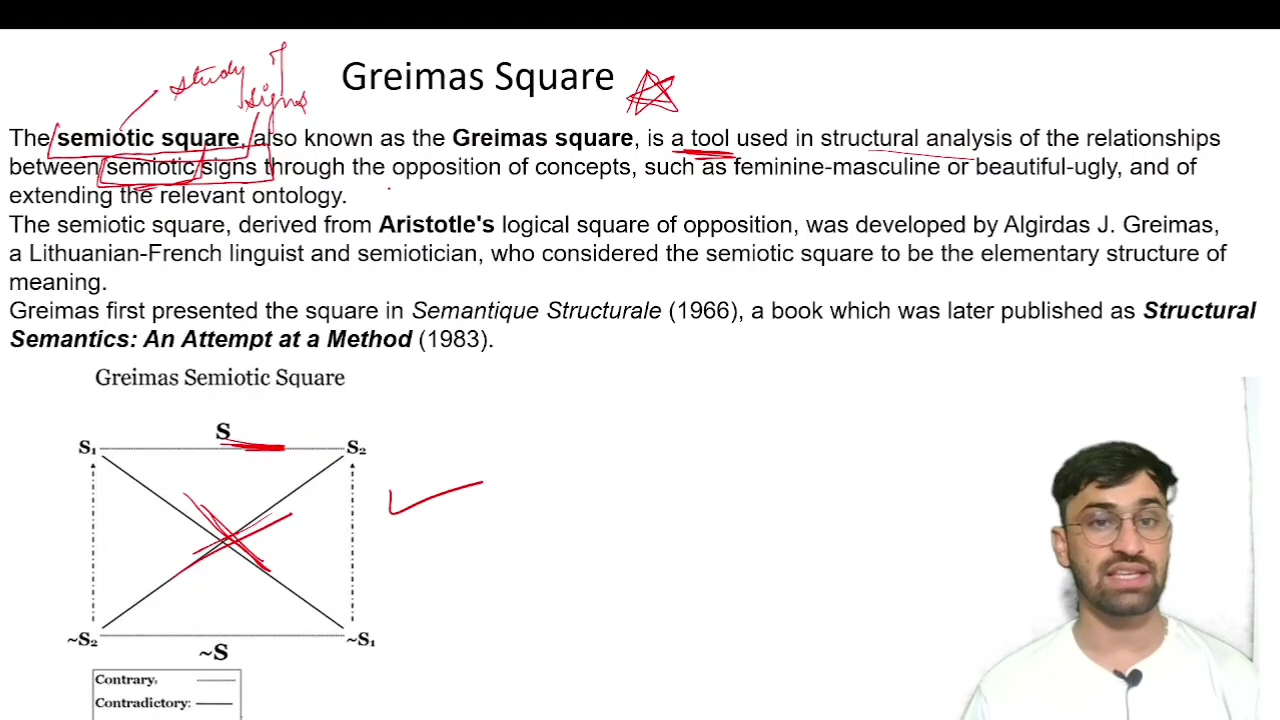 study of
signs
Greimas Square
The semiotic square, also known as the Greimas square, is a tool used in structural analysis of the relationships
between semiotic signs through the opposition of concepts, such as feminine-masculine or beautiful-ugly, and of
extending the relevant ontology.
The semiotic square, derived from Aristotle's logical square of opposition, was developed by Algirdas J. Greimas,
a Lithuanian-French linguist and semiotician, who considered the semiotic square to be the elementary structure of
meaning.
Greimas first presented the square in Semantique Structurale (1966), a book which was later published as Structural
Semantics: An Attempt at a Method (1983).
Greimas Semiotic Square
S
S₁ S₂
~S₂ ~S₁
~S
Contrary:
Contradictory: